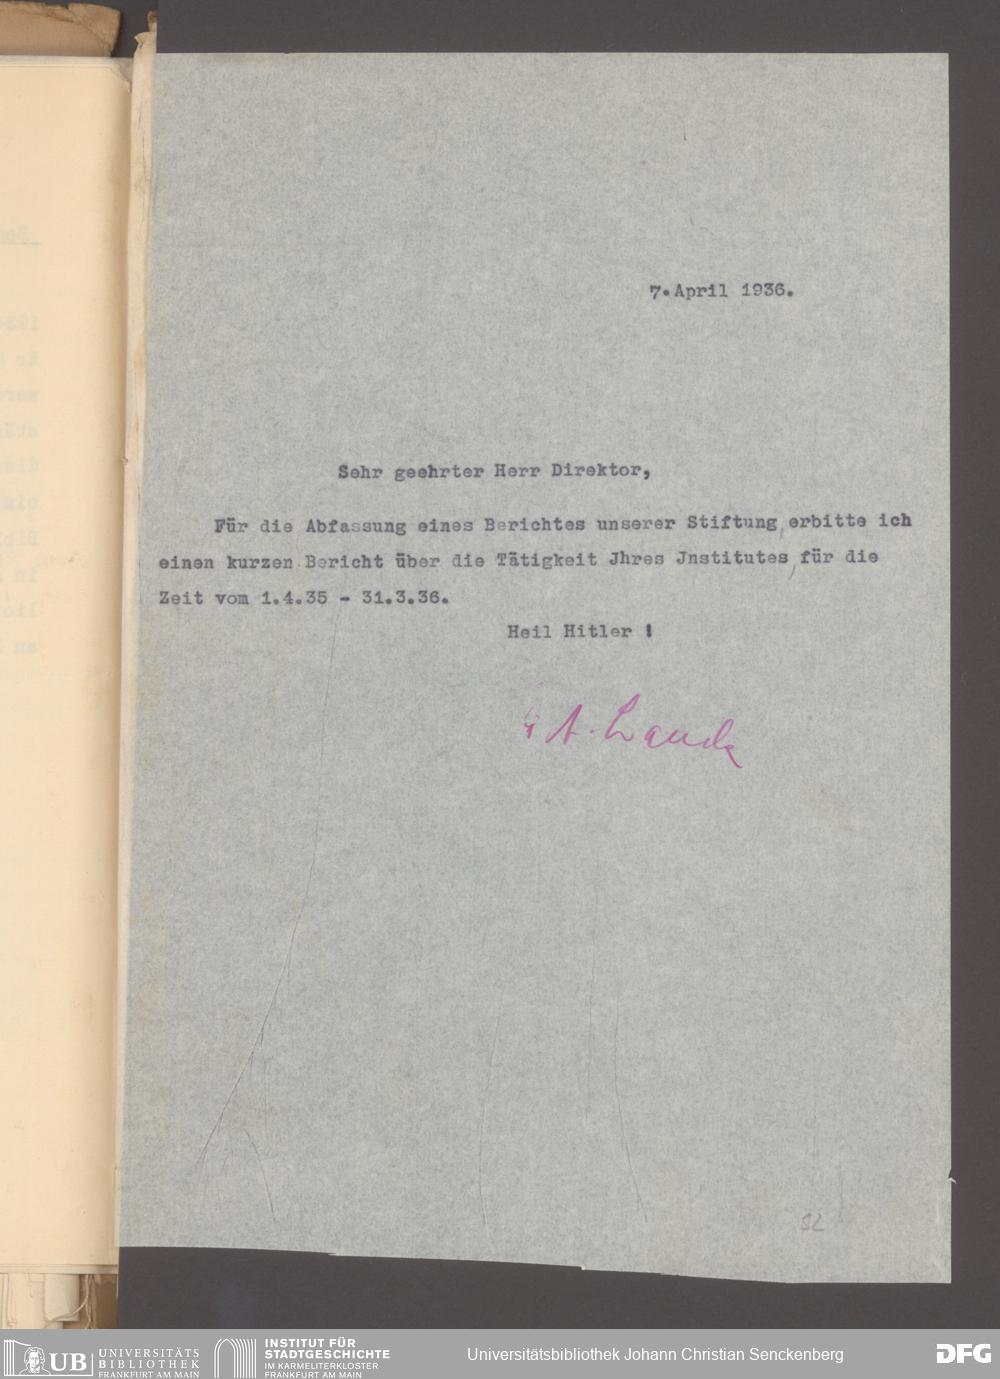 7.April 1936.
Sehr geehrter Herr Direktor,
Für die Abfassung eines Berichtes unserer Stiftung, erbitte ich
einen kurzen Bericht über die Tätigkeit Jhres Jnstitutes, für die
Zeit vom 1.4.35 - 31.3.36.
Heil Hitler !
52
UB UNIVERSITÄTS
BIBLIOTHEK
FRANKFURT AM MAIN
INSTITUT FÜR
STADTGESCHICHTE
IM KARMELITERKLOSTER
FRANKFURT AM MAIN
Universitätsbibliothek Johann Christian Senckenberg
DFG